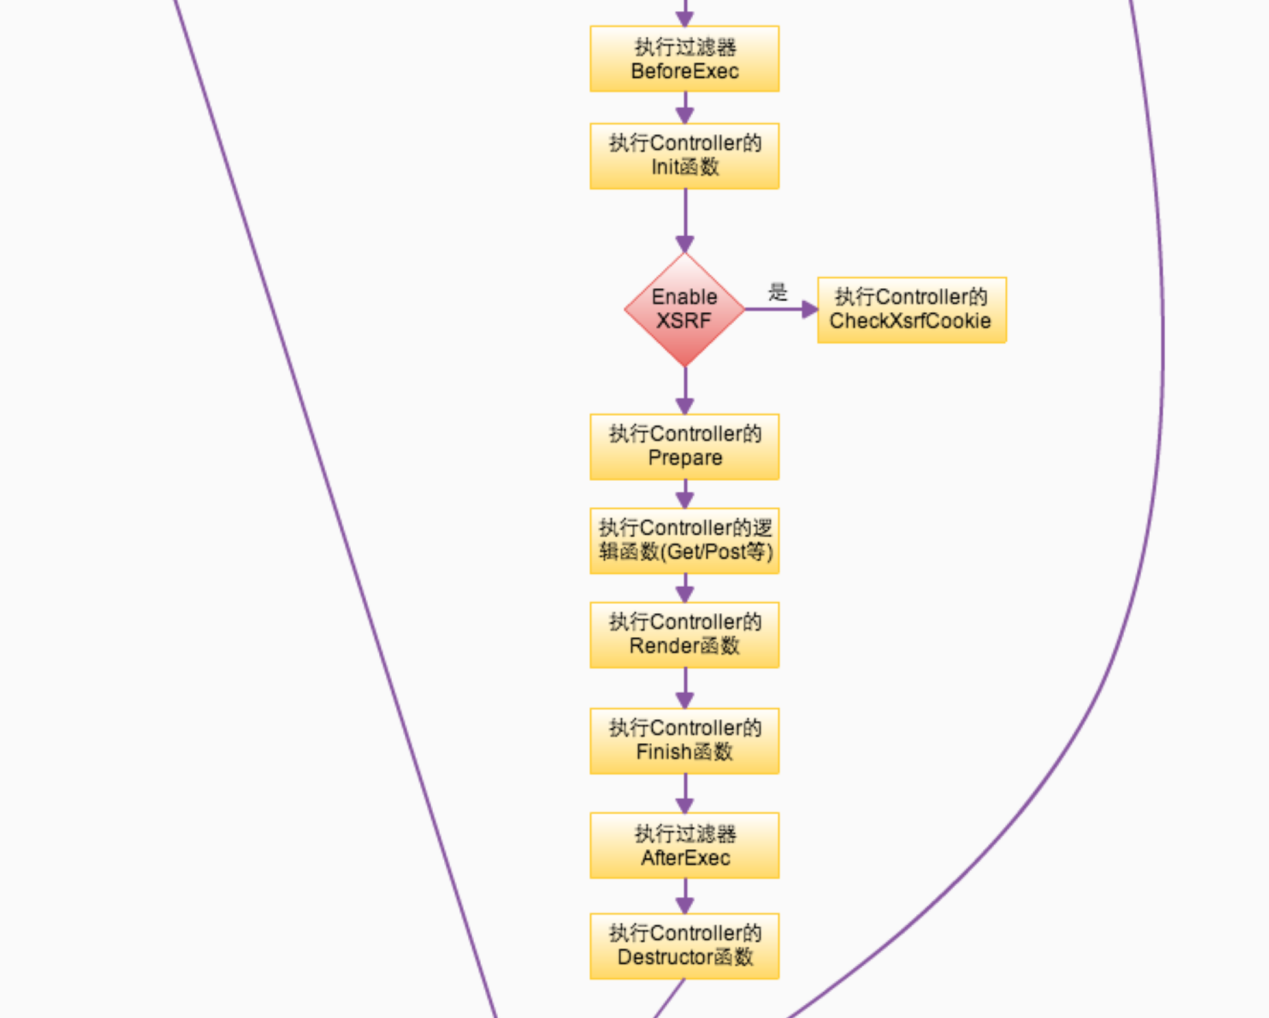 执行过滤器
BeforeExec
执行Controller的
Init函数
Enable
XSRF
是
执行Controller的
CheckXsrfCookie
执行Controller的
Prepare
执行Controller的逻
辑函数(Get/Post等)
执行Controller的
Render函数
执行Controller的
Finish函数
执行过滤器
AfterExec
执行Controller的
Destructor函数